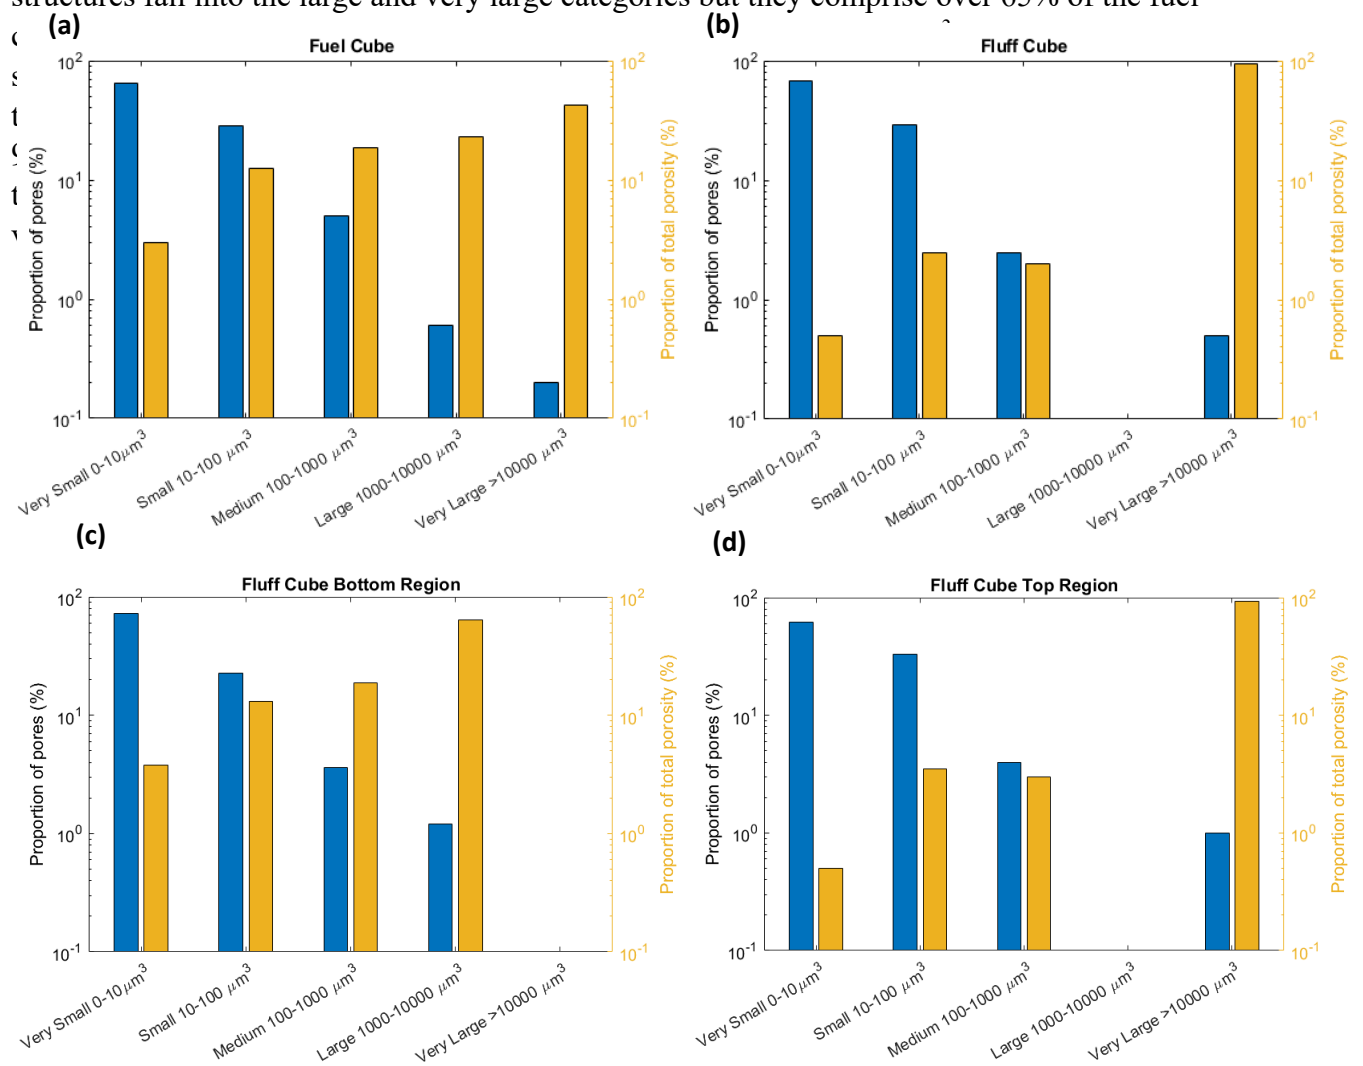 structures fall into the large and very large categories but they comprise over 65% of the fuel
(a)
Fuel Cube
10^2
10^1
10^0
10^-1
Proportion of pores (%)
10^2
10^1
10^0
10^-1
Proportion of total porosity (%)
Very Small 0-10μm^3
Small 10-100 μm^3
Medium 100-1000 μm^3
Large 1000-10000 μm^3
Very Large >10000 μm^3
(b)
Fluff Cube
10^2
10^1
10^0
10^-1
Proportion of pores (%)
10^2
10^1
10^0
10^-1
Proportion of total porosity (%)
Very Small 0-10μm^3
Small 10-100 μm^3
Medium 100-1000 μm^3
Large 1000-10000 μm^3
Very Large >10000 μm^3
(c)
Fluff Cube Bottom Region
10^2
10^1
10^0
10^-1
Proportion of pores (%)
10^2
10^1
10^0
10^-1
Proportion of total porosity (%)
Very Small 0-10μm^3
Small 10-100 μm^3
Medium 100-1000 μm^3
Large 1000-10000 μm^3
Very Large >10000 μm^3
(d)
Fluff Cube Top Region
10^2
10^1
10^0
10^-1
Proportion of pores (%)
10^2
10^1
10^0
10^-1
Proportion of total porosity (%)
Very Small 0-10μm^3
Small 10-100 μm^3
Medium 100-1000 μm^3
Large 1000-10000 μm^3
Very Large >10000 μm^3